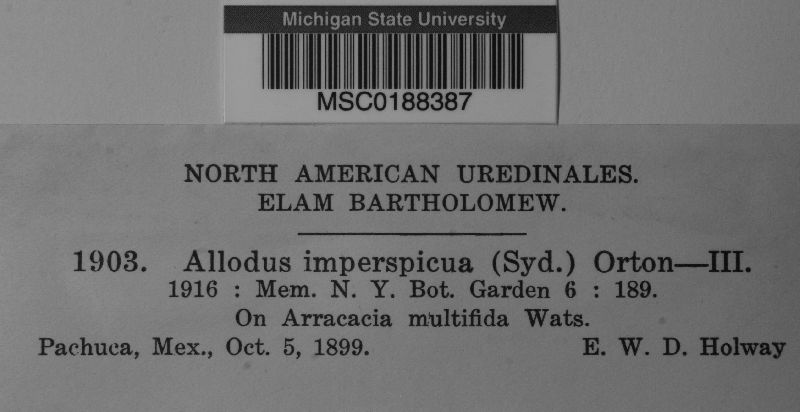 Michigan State University
MSC0188387
NORTH AMERICAN UREDINALES.
ELAM BARTHOLOMEW.
1903. Allodus imperspicua (Syd.) Orton—III.
1916 : Mem. N. Y. Bot. Garden 6 : 189.
On Arracacia multifida Wats.
Pachuca, Mex., Oct. 5, 1899. E. W. D. Holway